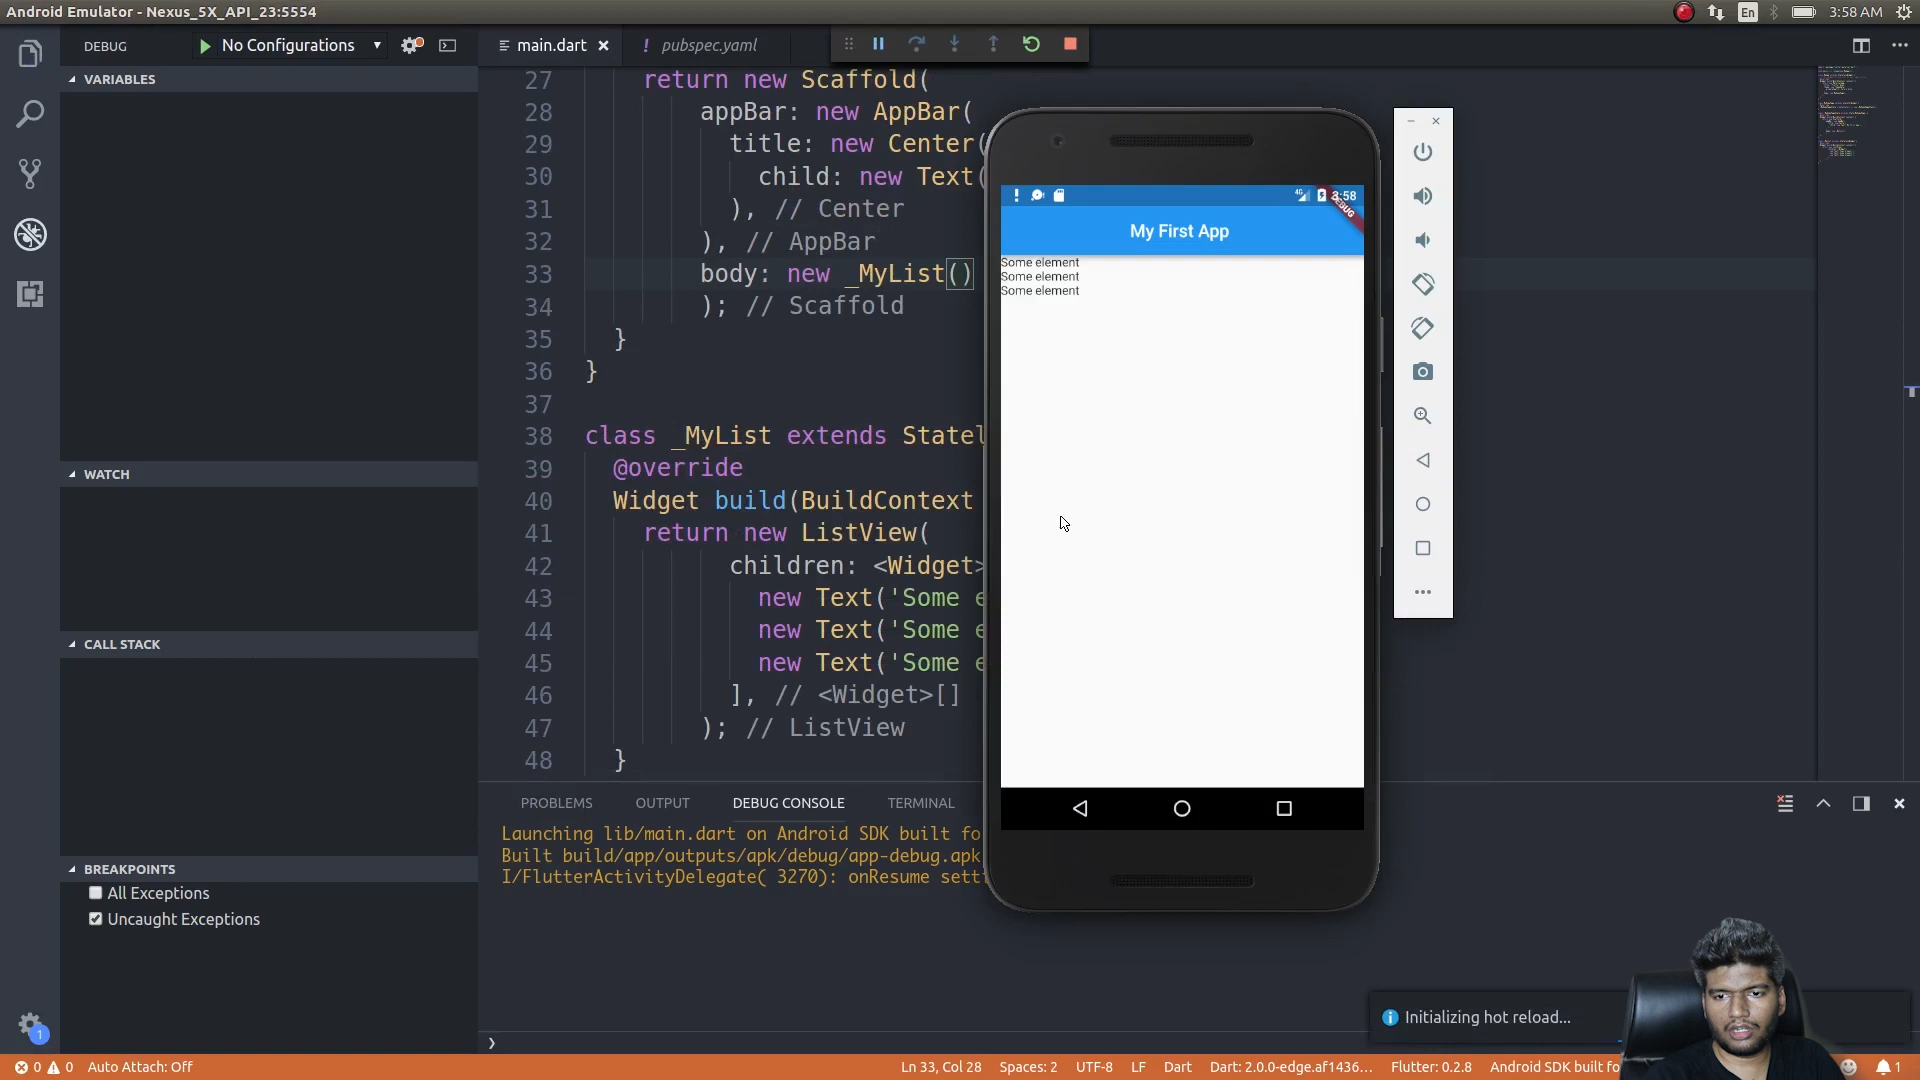 Android Emulator - Nexus_5X_API_23:5554
En
3:58 AM
DEBUG
No Configurations
main.dart
! pubspec.yaml
VARIABLES
WATCH
CALL STACK
BREAKPOINTS
All Exceptions
Uncaught Exceptions
27 return new Scaffold(
28 appBar: new AppBar(
29 title: new Center(
30 child: new Text(
31 ), // Center
32 ), // AppBar
33 body: new _MyList()
34 ); // Scaffold
35 }
36 }
37
38 class _MyList extends Statel
39 @override
40 Widget build(BuildContext
41 return new ListView(
42 children: <Widget>
43 new Text('Some e
44 new Text('Some e
45 new Text('Some e
46 ], // <Widget>[]
47 ); // ListView
48 }
4G
3:58
DEBUG
My First App
Some element
Some element
Some element
PROBLEMS
OUTPUT
DEBUG CONSOLE
TERMINAL
Launching lib/main.dart on Android SDK built fo
Built build/app/outputs/apk/debug/app-debug.apk
I/FlutterActivityDelegate( 3270): onResume setti
Initializing hot reload...
1
0 0 Auto Attach: Off
Ln 33, Col 28
Spaces: 2
UTF-8
LF
Dart
Dart: 2.0.0-edge.af1436...
Flutter: 0.2.8
Android SDK built fo
1